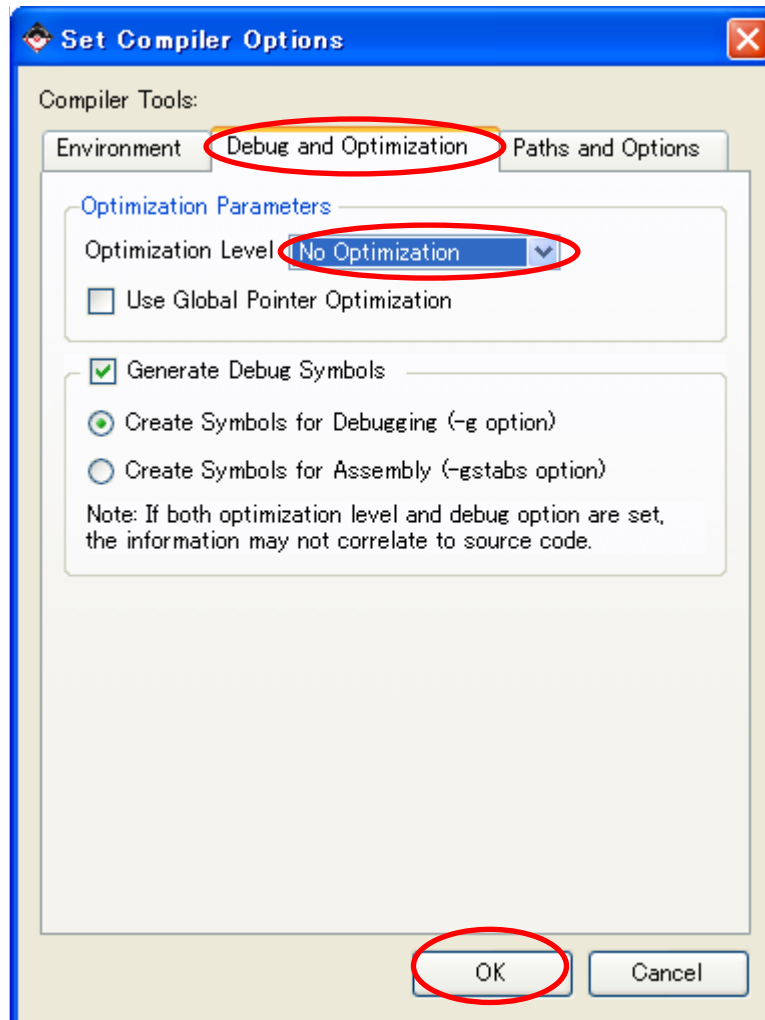 Set Compiler Options
Compiler Tools:
Environment Debug and Optimization Paths and Options
Optimization Parameters
Optimization Level No Optimization
Use Global Pointer Optimization
Generate Debug Symbols
Create Symbols for Debugging (-g option)
Create Symbols for Assembly (-gstabs option)
Note: If both optimization level and debug option are set,
the information may not correlate to source code.
OK Cancel